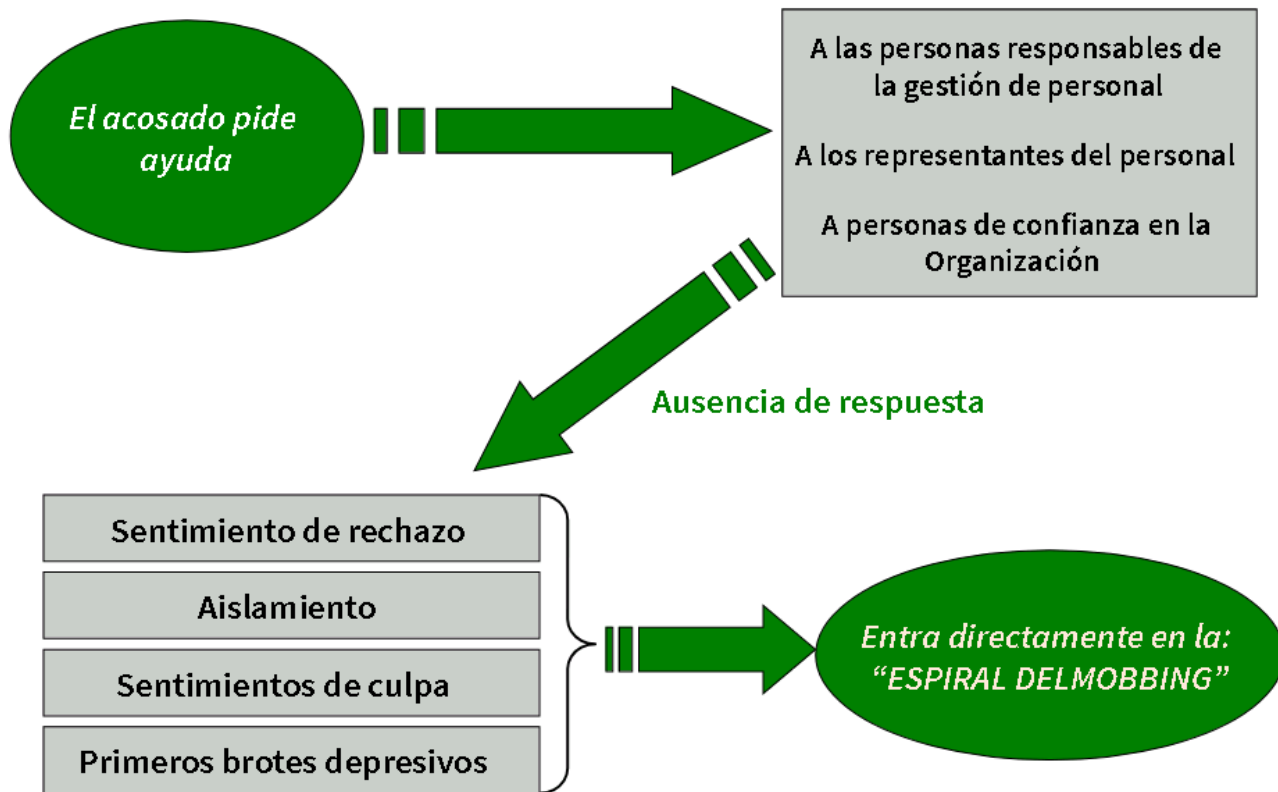 El acosado pide
ayuda
A las personas responsables de
la gestión de personal
A los representantes del personal
A personas de confianza en la
Organización
Ausencia de respuesta
Sentimiento de rechazo
Aislamiento
Sentimientos de culpa
Primeros brotes depresivos
Entra directamente en la:
“ESPIRAL DELMOBBING”